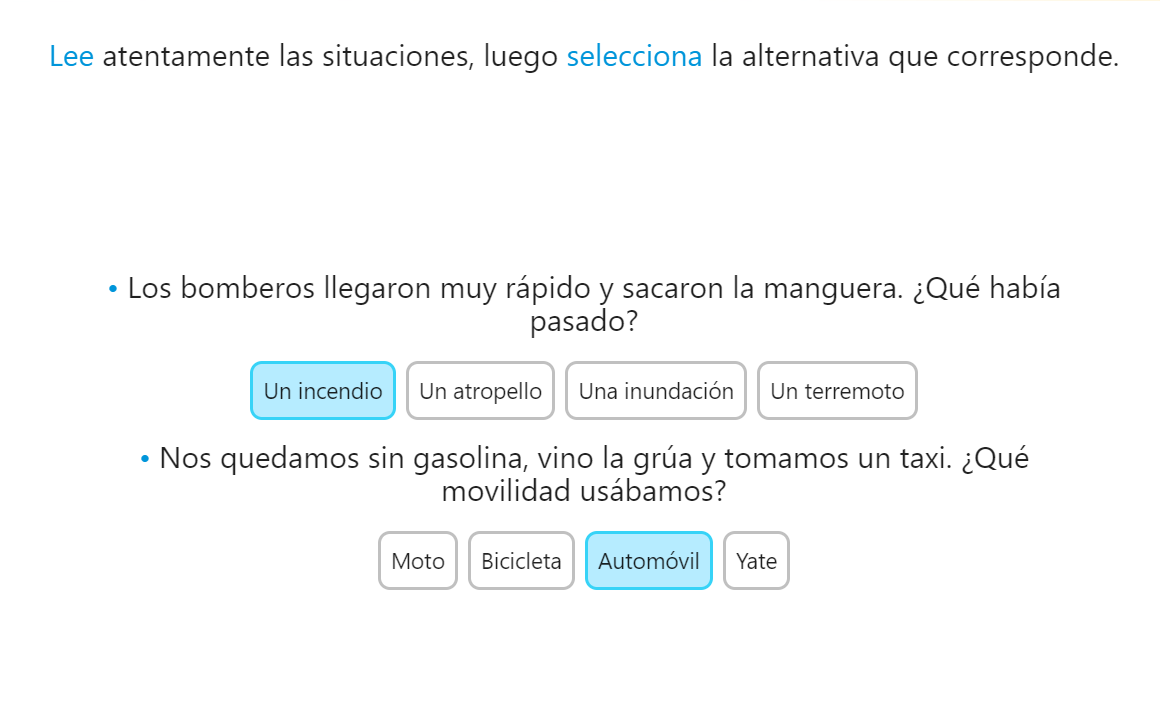 Lee atentamente las situaciones, luego selecciona la alternativa que corresponde.
• Los bomberos llegaron muy rápido y sacaron la manguera. ¿Qué había
pasado?
Un incendio Un atropello Una inundación Un terremoto
• Nos quedamos sin gasolina, vino la grúa y tomamos un taxi. ¿Qué
movilidad usábamos?
Moto Bicicleta Automóvil Yate